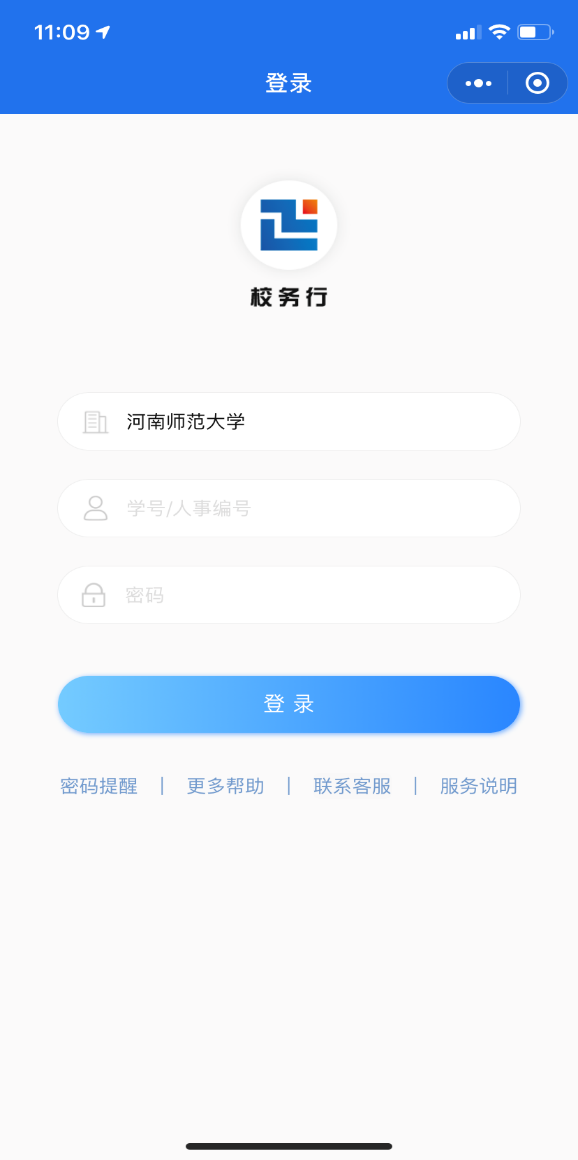 11:09
登录
校务行
河南师范大学
学号/人事编号
密码
登 录
密码提醒 | 更多帮助 | 联系客服 | 服务说明